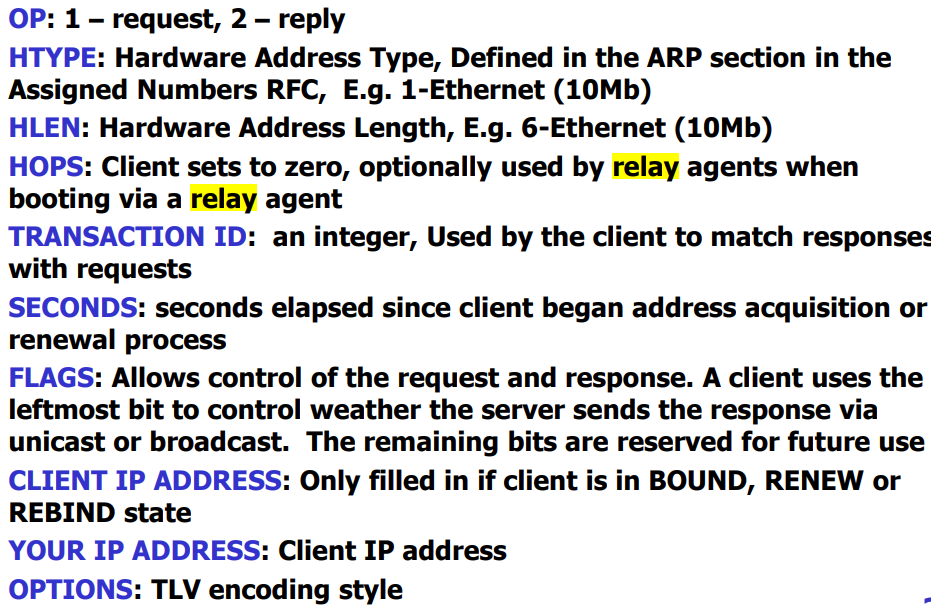 OP: 1 – request, 2 – reply
HTYPE: Hardware Address Type, Defined in the ARP section in the
Assigned Numbers RFC,  E.g. 1-Ethernet (10Mb)
HLEN: Hardware Address Length, E.g. 6-Ethernet (10Mb)
HOPS: Client sets to zero, optionally used by relay agents when
booting via a relay agent
TRANSACTION ID:  an integer, Used by the client to match responses
with requests
SECONDS: seconds elapsed since client began address acquisition or
renewal process
FLAGS: Allows control of the request and response. A client uses the
leftmost bit to control weather the server sends the response via
unicast or broadcast.  The remaining bits are reserved for future use
CLIENT IP ADDRESS: Only filled in if client is in BOUND, RENEW or
REBIND state
YOUR IP ADDRESS: Client IP address
OPTIONS: TLV encoding style